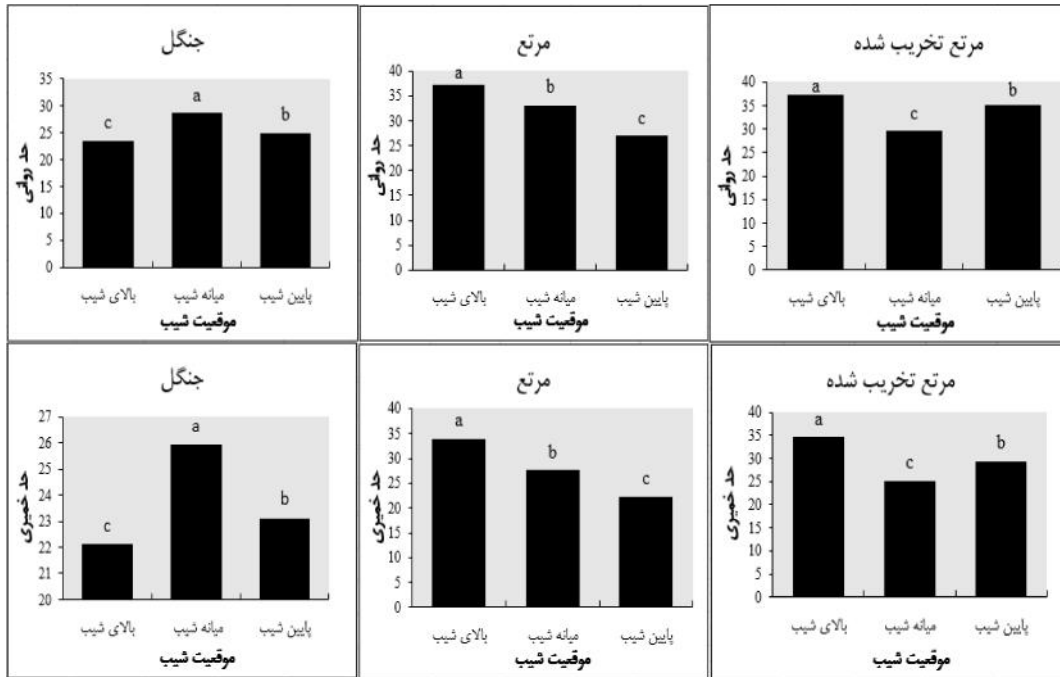 جنگل
35
30
25
20
15
10
5
0
حد روانی
c
a
b
بالای شیب
میانه شیب
پایین شیب
موقعیت شیب
مرتع
40
35
30
25
20
15
10
5
0
حد روانی
a
b
c
بالای شیب
میانه شیب
پایین شیب
موقعیت شیب
مرتع تخریب شده
40
35
30
25
20
15
10
5
0
حد روانی
a
c
b
بالای شیب
میانه شیب
پایین شیب
موقعیت شیب
جنگل
27
26
25
24
23
22
21
20
حد خمیری
c
a
b
بالای شیب
میانه شیب
پایین شیب
موقعیت شیب
مرتع
40
35
30
25
20
15
10
5
0
حد خمیری
a
b
c
بالای شیب
میانه شیب
پایین شیب
موقعیت شیب
مرتع تخریب شده
40
35
30
25
20
15
10
5
0
حد خمیری
a
c
b
بالای شیب
میانه شیب
پایین شیب
موقعیت شیب